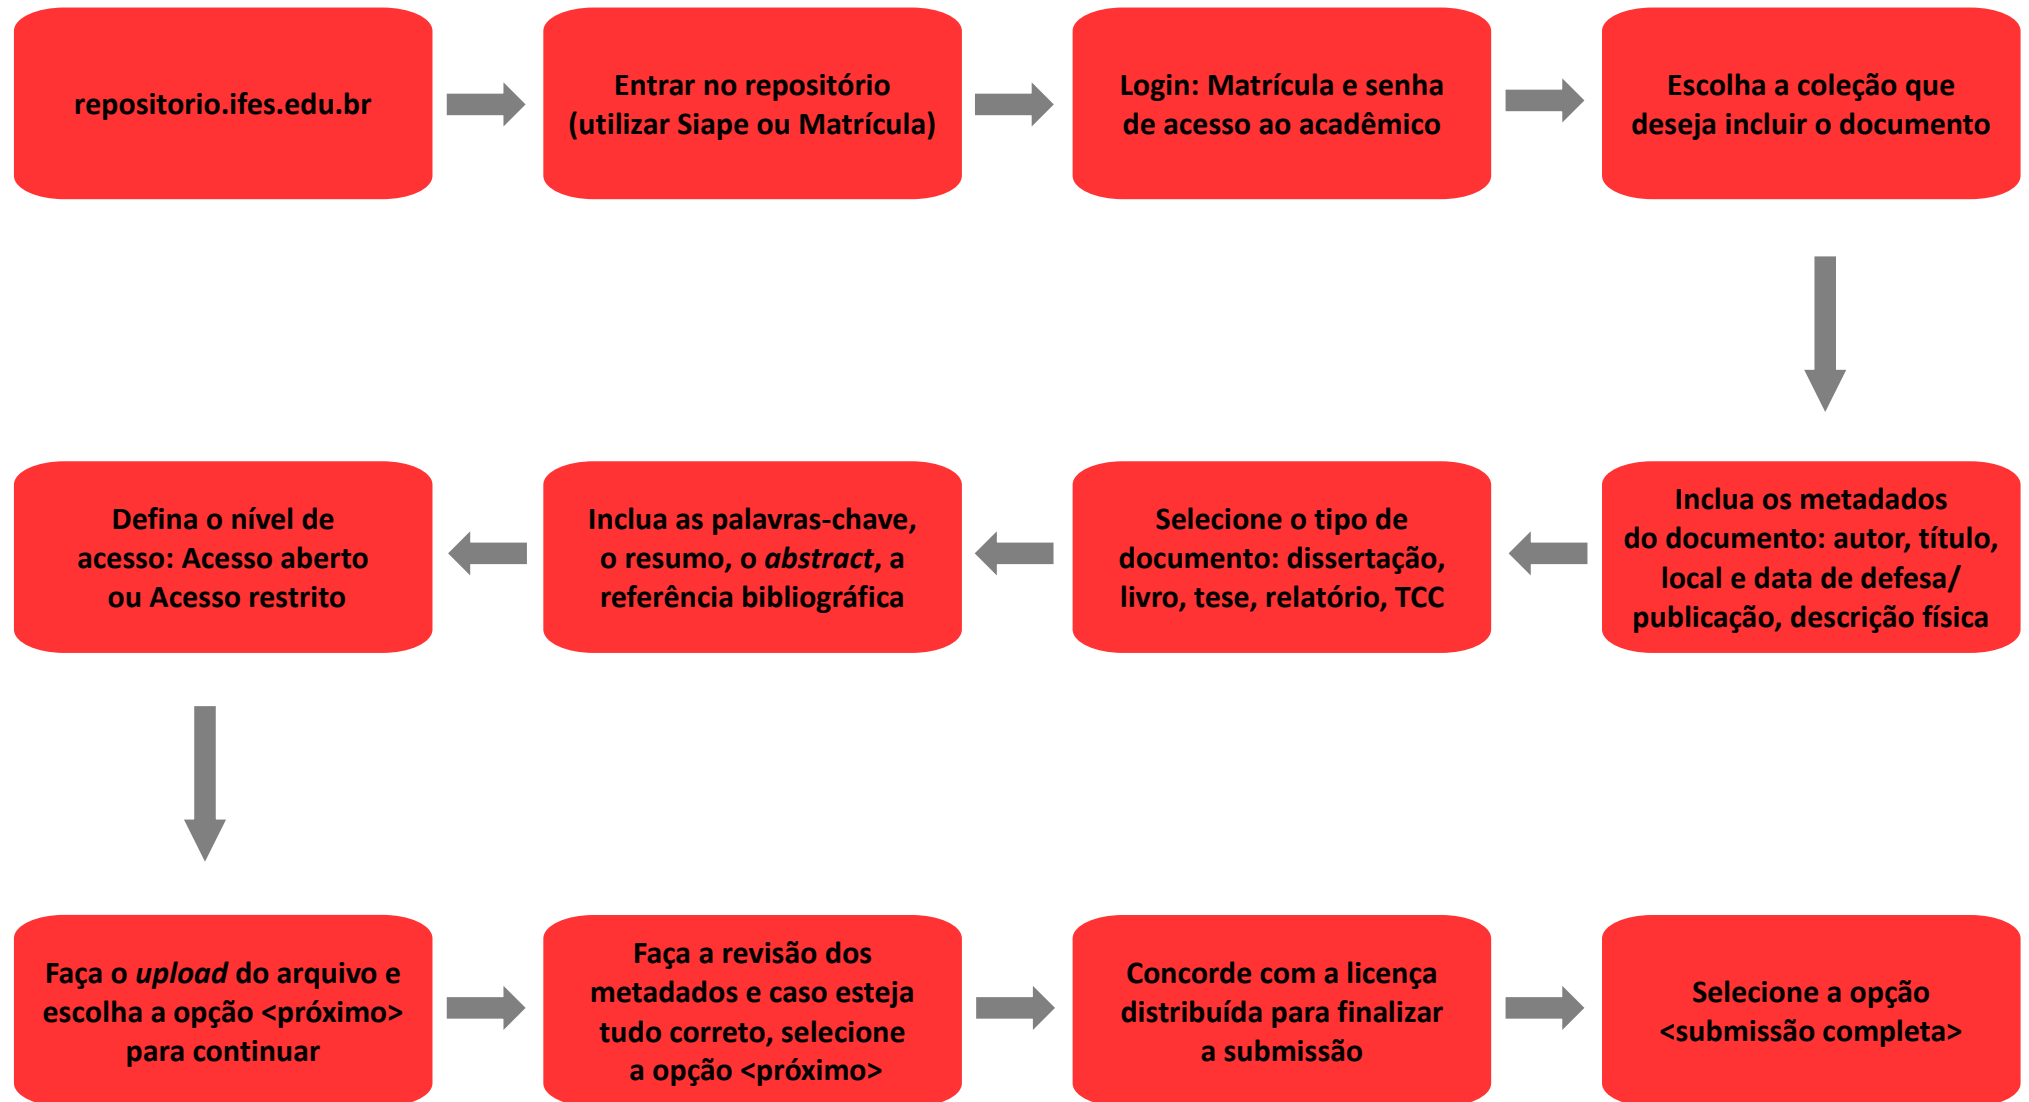 repositorio.ifes.edu.br
Entrar no repositório
(utilizar Siape ou Matrícula)
Login: Matrícula e senha
de acesso ao acadêmico
Escolha a coleção que
deseja incluir o documento
Inclua os metadados
do documento: autor, título,
local e data de defesa/
publicação, descrição física
Selecione o tipo de
documento: dissertação,
livro, tese, relatório, TCC
Inclua as palavras-chave,
o resumo, o abstract, a
referência bibliográfica
Defina o nível de
acesso: Acesso aberto
ou Acesso restrito
Faça o upload do arquivo e
escolha a opção <próximo>
para continuar
Faça a revisão dos
metadados e caso esteja
tudo correto, selecione
a opção <próximo>
Concorde com a licença
distribuída para finalizar
a submissão
Selecione a opção
<submissão completa>